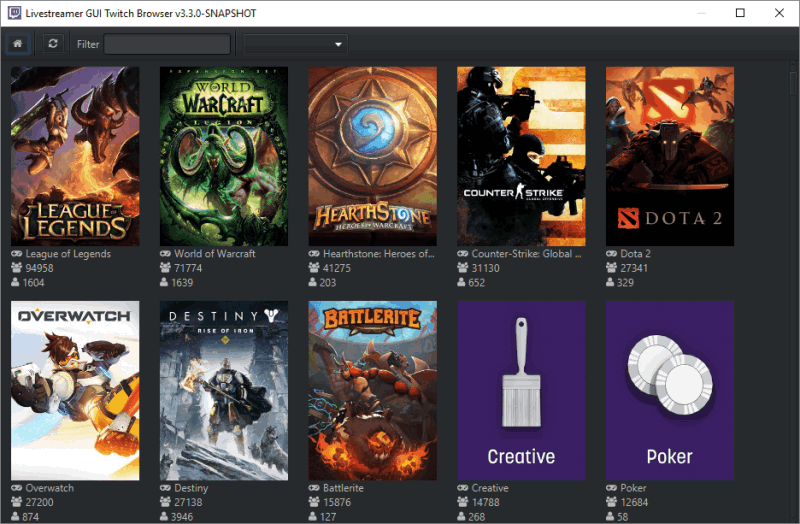 Livestreamer GUI Twitch Browser v3.3.0-SNAPSHOT
Filter
LEAGUE OF LEGENDS
EXPANSION SET
WORLD
WARCRAFT
LEGION
HEARTHSTONE
HEROES OF WARCRAFT
COUNTER STRIKE
GLOBAL OFFENSIVE
DOTA 2
League of Legends
World of Warcraft
Hearthstone: Heroes of...
Counter-Strike: Global ...
Dota 2
94958
71774
41275
31130
27341
1604
1639
203
652
329
OVERWATCH
DESTINY
RISE OF IRON
BATTLERITE
Creative
Poker
Overwatch
Destiny
Battlerite
Creative
Poker
27200
27138
15876
14788
12684
874
3946
127
268
58